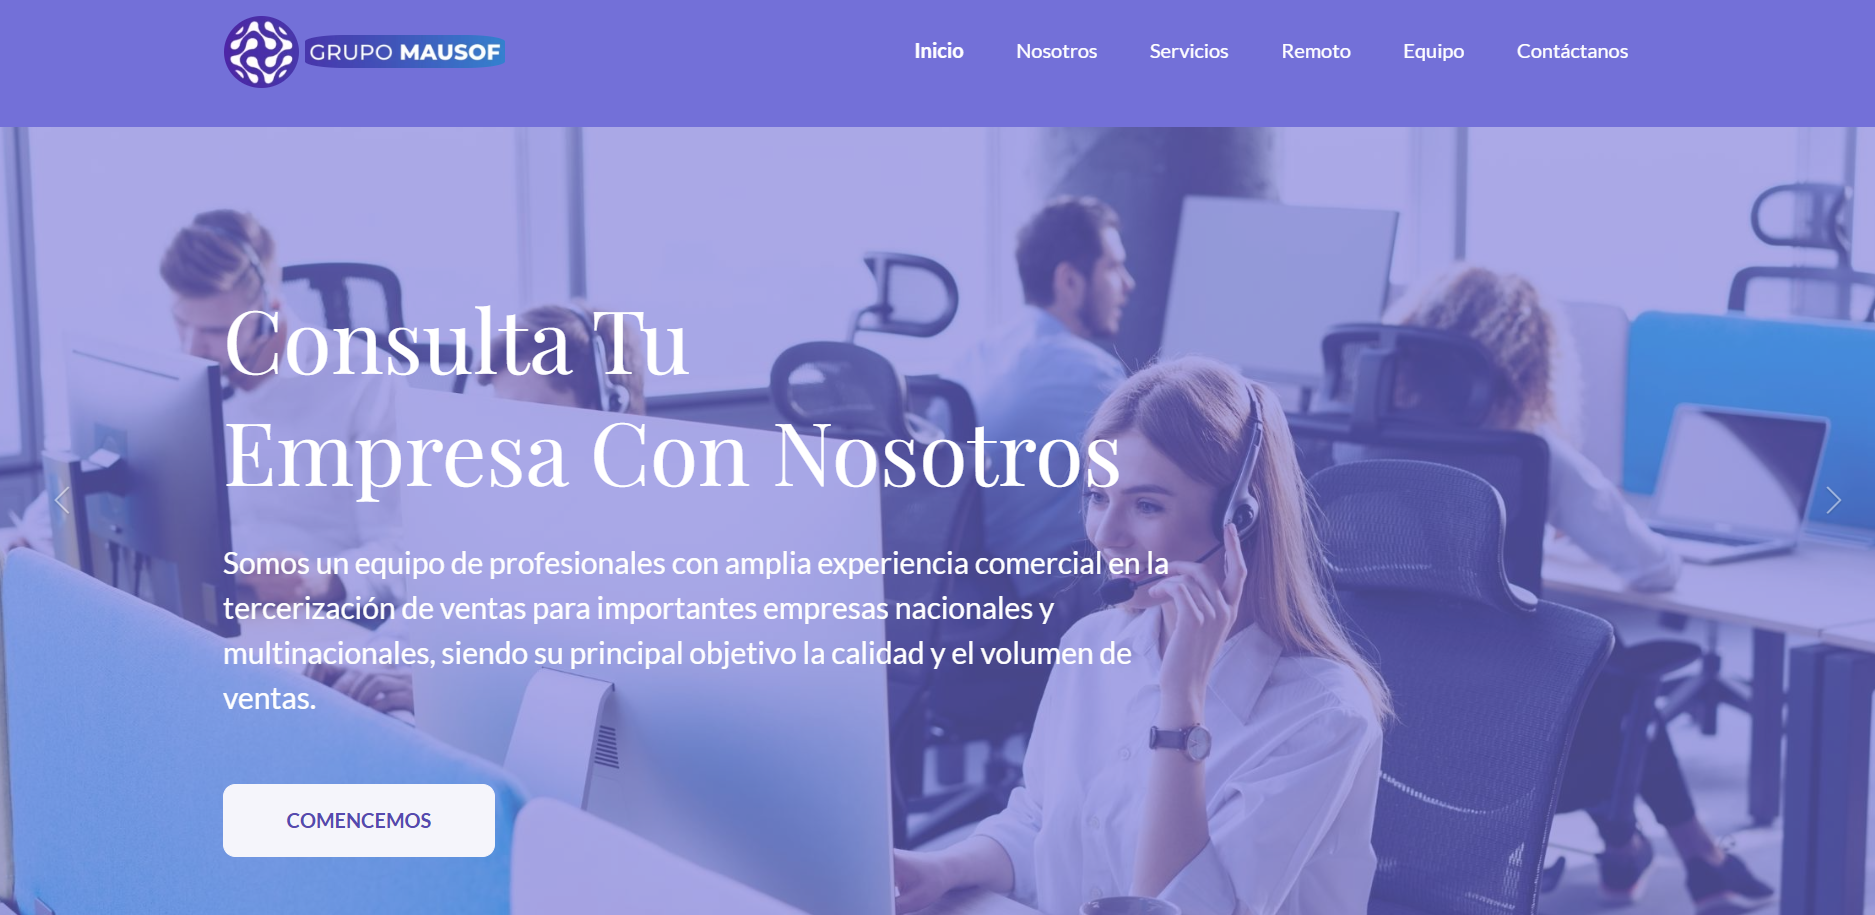 GRUPO MAUSOF
Inicio Nosotros Servicios Remoto Equipo Contáctanos
Consulta Tu
Empresa Con Nosotros
Somos un equipo de profesionales con amplia experiencia comercial en la
tercerización de ventas para importantes empresas nacionales y
multinacionales, siendo su principal objetivo la calidad y el volumen de
ventas.
COMENCEMOS